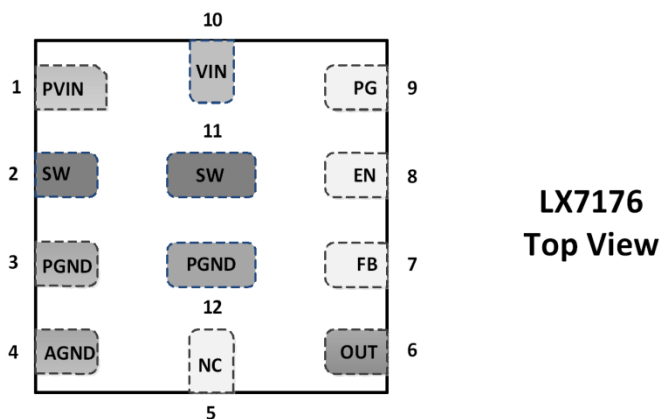 10
1 PVIN VIN PG 9
11
2 SW SW EN 8
LX7176
Top View
3 PGND PGND FB 7
12
4 AGND NC OUT 6
5